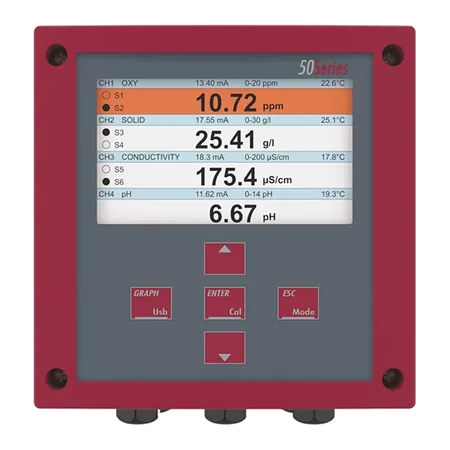 50Series
CH1 OXY 13.40 mA 0-20 ppm 22.6°C
S1
S2
10.72 ppm
CH2 SOLID 17.55 mA 0-30 g/l 25.1°C
S3
S4
25.41 g/l
CH3 CONDUCTIVITY 18.3 mA 0-200 µS/cm 17.8°C
S5
S6
175.4 µS/cm
CH4 pH 11.62 mA 0-14 pH 19.3°C
6.67 pH
GRAPH ENTER ESC
Usb Cal Mode